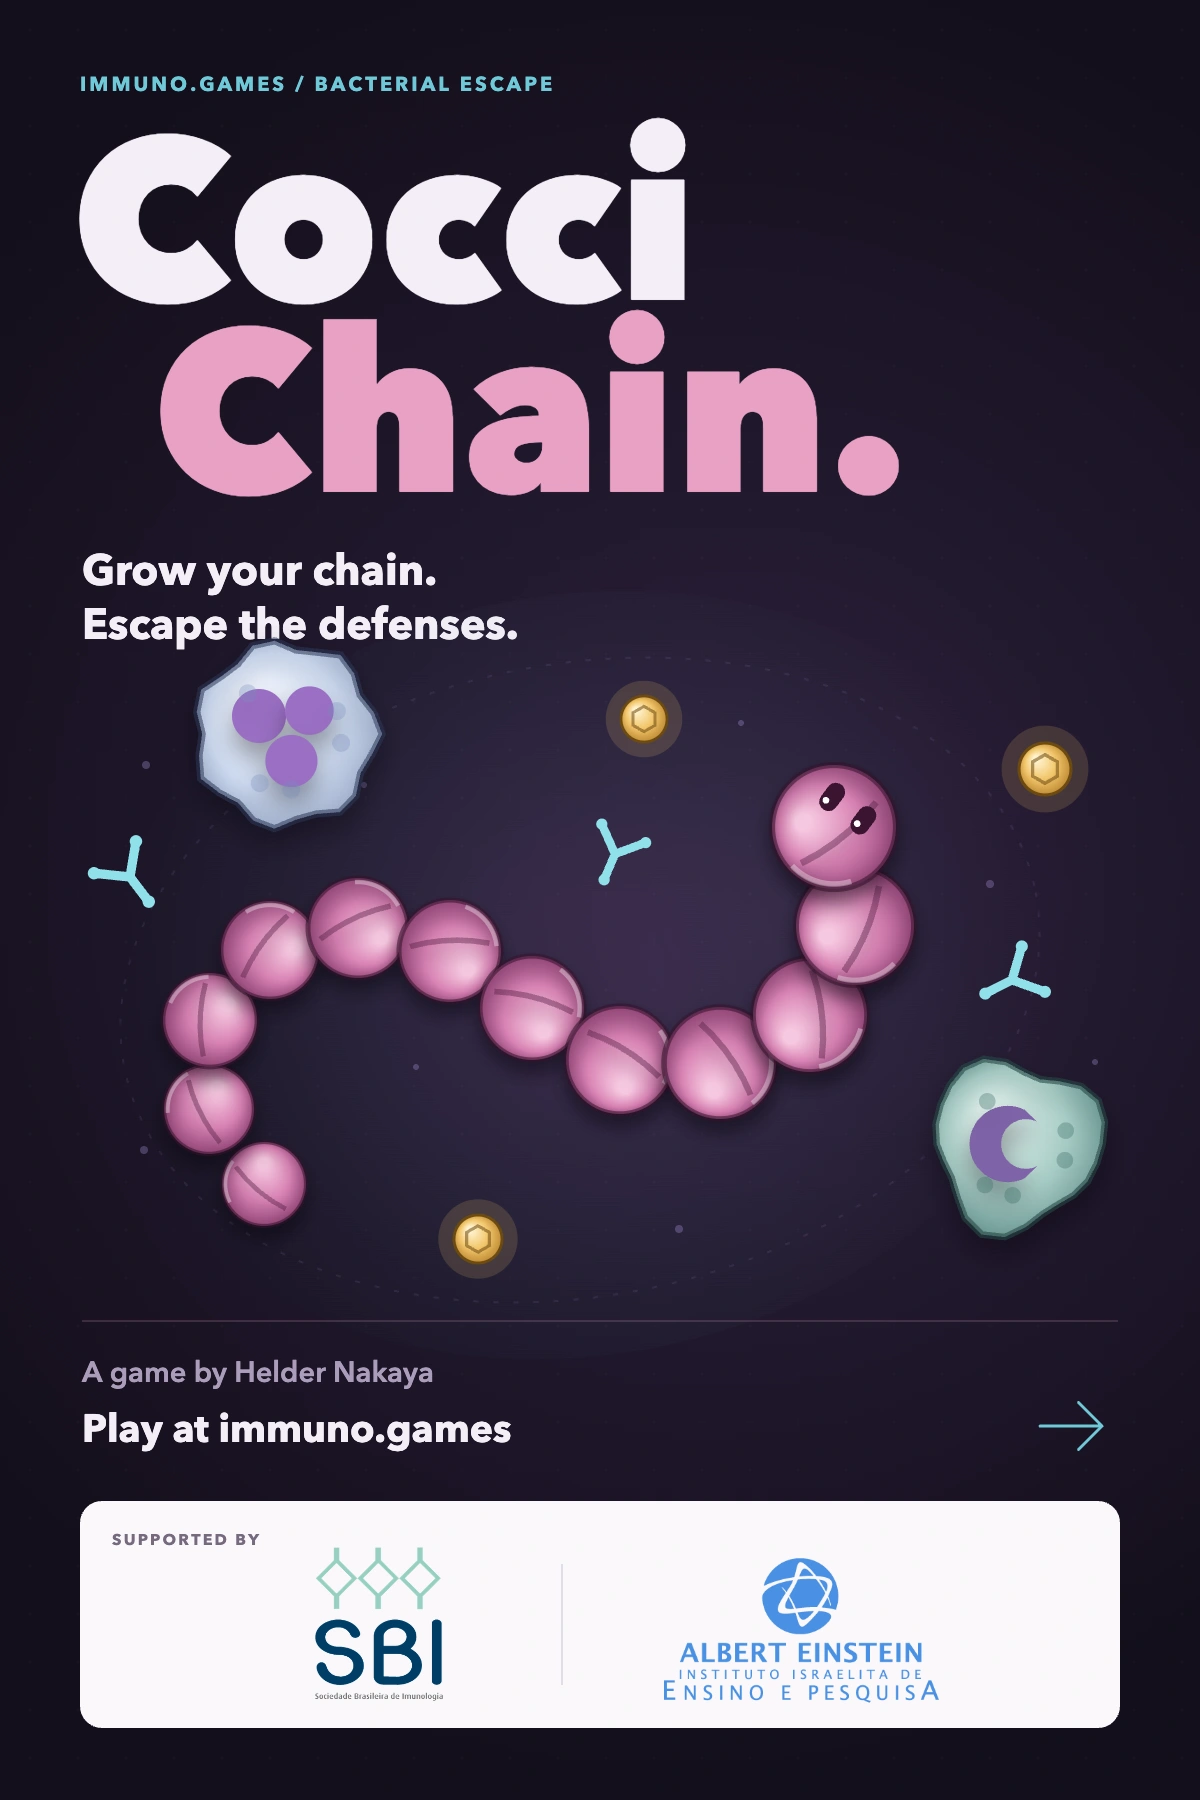 IMMUNO.GAMES / BACTERIAL ESCAPE
Cocci
Chain.
Grow your chain.
Escape the defenses.
A game by Helder Nakaya
Play at immuno.games
SUPPORTED BY
SBI
Sociedade Brasileira de Imunologia
ALBERT EINSTEIN
INSTITUTO ISRAELITA DE
ENSINO E PESQUISA